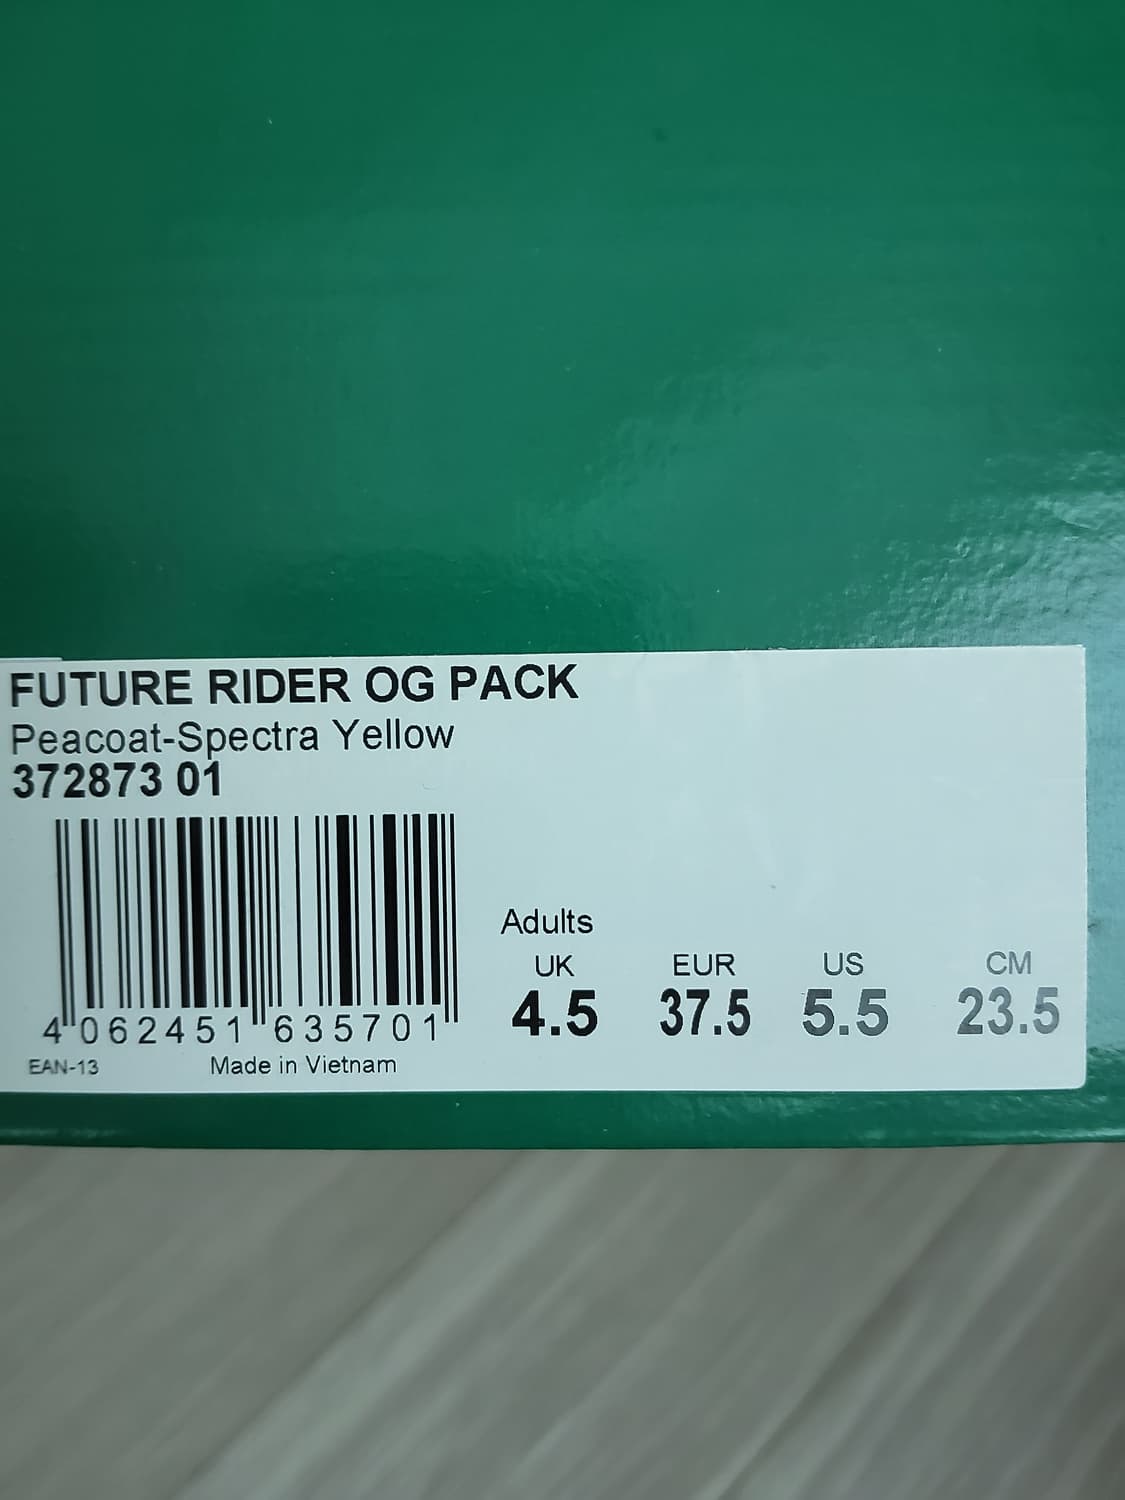 FUTURE RIDER OG PACK
Peacoat-Spectra Yellow
372873 01
4 062451 635701
EAN-13
Made in Vietnam
Adults
UK EUR US CM
4.5 37.5 5.5 23.5